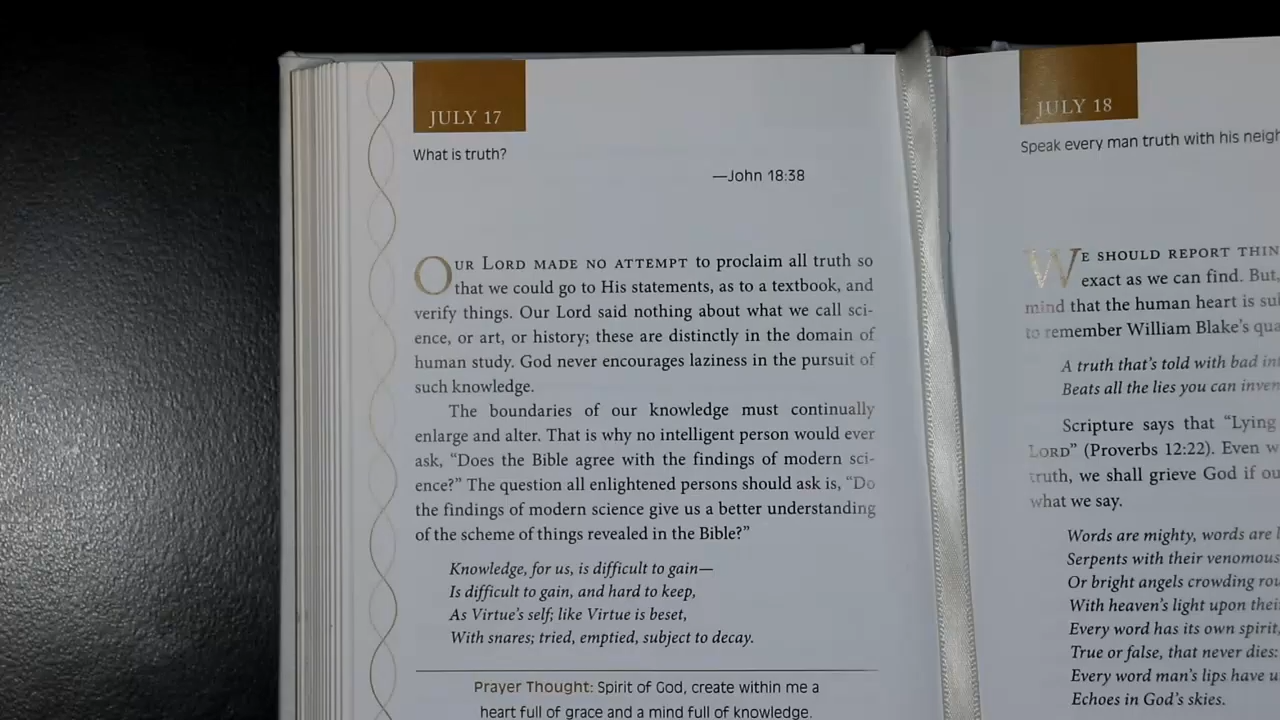 JULY 17
What is truth?
—John 18:38
OUR LORD MADE NO ATTEMPT to proclaim all truth so
that we could go to His statements, as to a textbook, and
verify things. Our Lord said nothing about what we call sci-
ence, or art, or history; these are distinctly in the domain of
human study. God never encourages laziness in the pursuit of
such knowledge.
The boundaries of our knowledge must continually
enlarge and alter. That is why no intelligent person would ever
ask, “Does the Bible agree with the findings of modern sci-
ence?” The question all enlightened persons should ask is, “Do
the findings of modern science give us a better understanding
of the scheme of things revealed in the Bible?”
Knowledge, for us, is difficult to gain—
Is difficult to gain, and hard to keep,
As Virtue’s self; like Virtue is beset,
With snares; tried, emptied, subject to decay.
Prayer Thought: Spirit of God, create within me a
heart full of grace and a mind full of knowledge.
JULY 18
Speak every man truth with his
WE SHOULD REPORT
exact as we can find. But,
mind that the human heart is
to remember William Blake’s
A truth that’s told with bad
Beats all the lies you can
Scripture says that “Lying
LORD” (Proverbs 12:22). Even
truth, we shall grieve God if
what we say.
Words are mighty, words are
Serpents with their venomous
Or bright angels crowding
With heaven’s light upon
Every word has its own spirit,
True or false, that never dies:
Every word man’s lips have
Echoes in God’s skies.